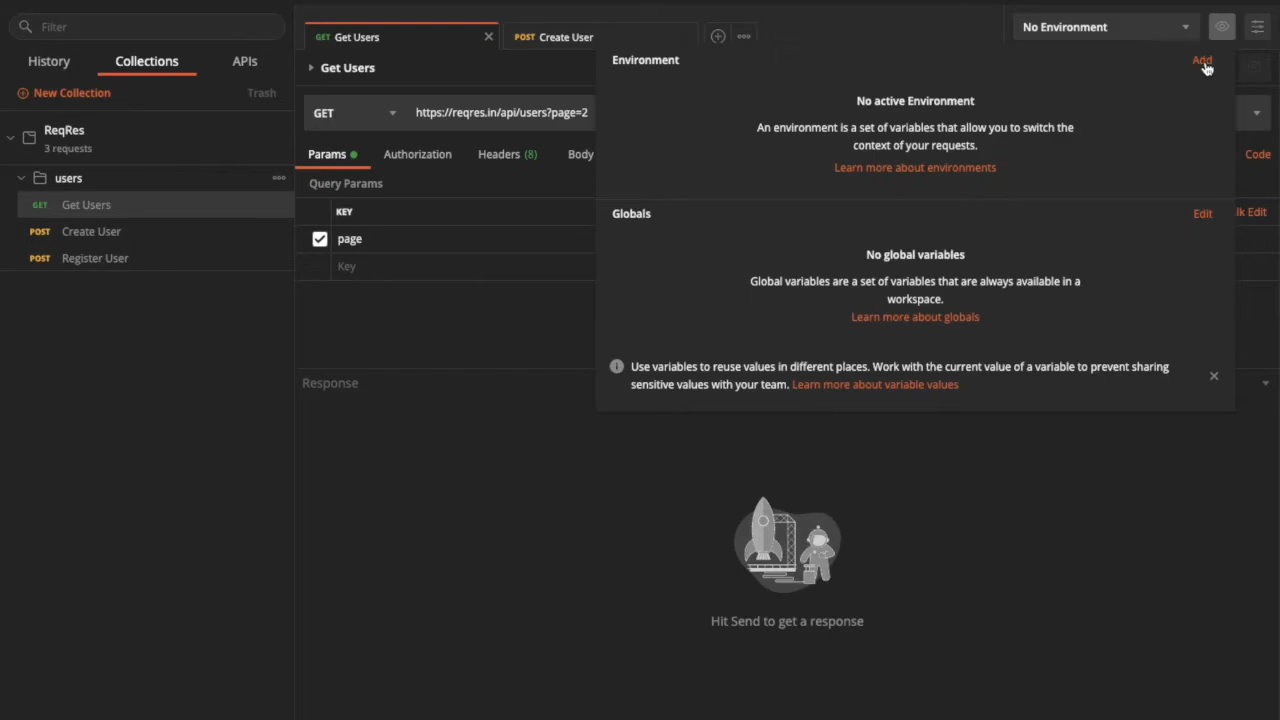 Filter
History
Collections
APIs
New Collection
Trash
ReqRes
3 requests
users
GET Get Users
POST Create User
POST Register User
GET Get Users
POST Create User
No Environment
Get Users
GET
https://reqres.in/api/users?page=2
Params
Authorization
Headers (8)
Body
Code
Query Params
KEY
lk Edit
page
Key
Environment
Add
No active Environment
An environment is a set of variables that allow you to switch the
context of your requests.
Learn more about environments
Globals
Edit
No global variables
Global variables are a set of variables that are always available in a
workspace.
Learn more about globals
Use variables to reuse values in different places. Work with the current value of a variable to prevent sharing
sensitive values with your team. Learn more about variable values
Response
Hit Send to get a response